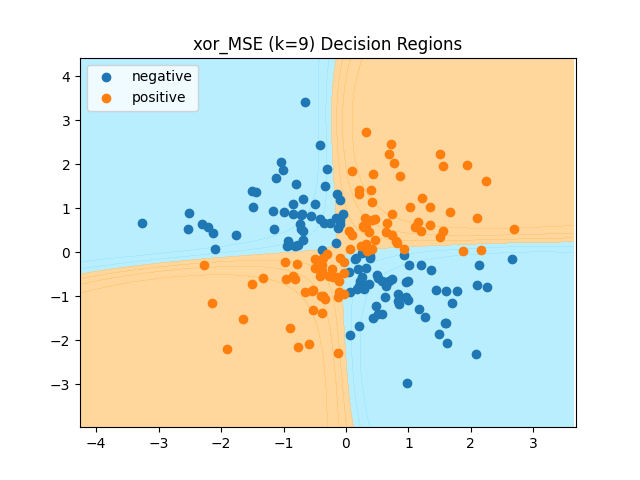 xor_MSE (k=9) Decision Regions
negative
positive
4
3
2
1
0
−1
−2
−3
−4 −3 −2 −1 0 1 2 3